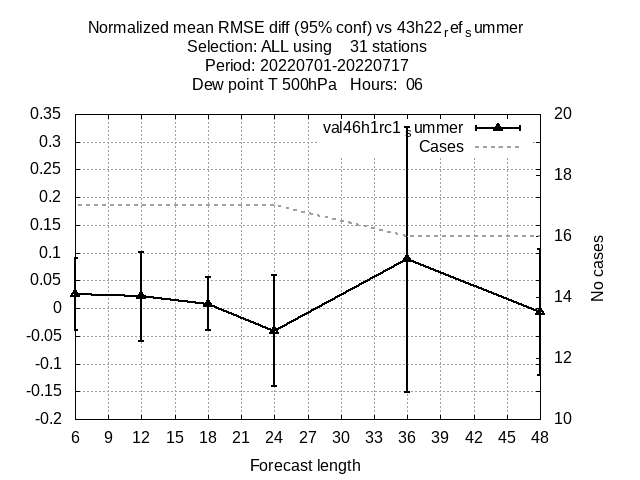 Normalized mean RMSE diff (95% conf) vs 43h22refsummer
Selection: ALL using 31 stations
Period: 20220701-20220717
Dew point T 500hPa Hours: 06
val46h1rc1summer
Cases
0.35
0.3
0.25
0.2
0.15
0.1
0.05
0
-0.05
-0.1
-0.15
-0.2
20
18
16
14
12
10
No cases
6 9 12 15 18 21 24 27 30 33 36 39 42 45 48
Forecast length